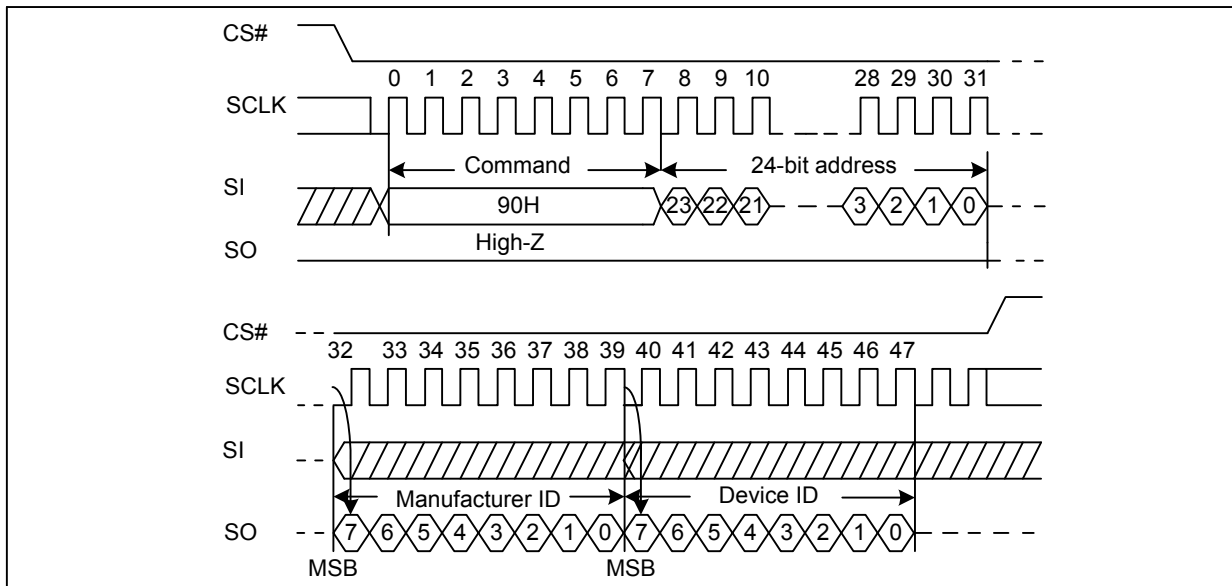 CS#
0 1 2 3 4 5 6 7 8 9 10 28 29 30 31
SCLK
Command 24-bit address
SI
90H 23 22 21 3 2 1 0
High-Z
SO
CS#
32 33 34 35 36 37 38 39 40 41 42 43 44 45 46 47
SCLK
SI
Manufacturer ID Device ID
SO 7 6 5 4 3 2 1 0 7 6 5 4 3 2 1 0
MSB MSB